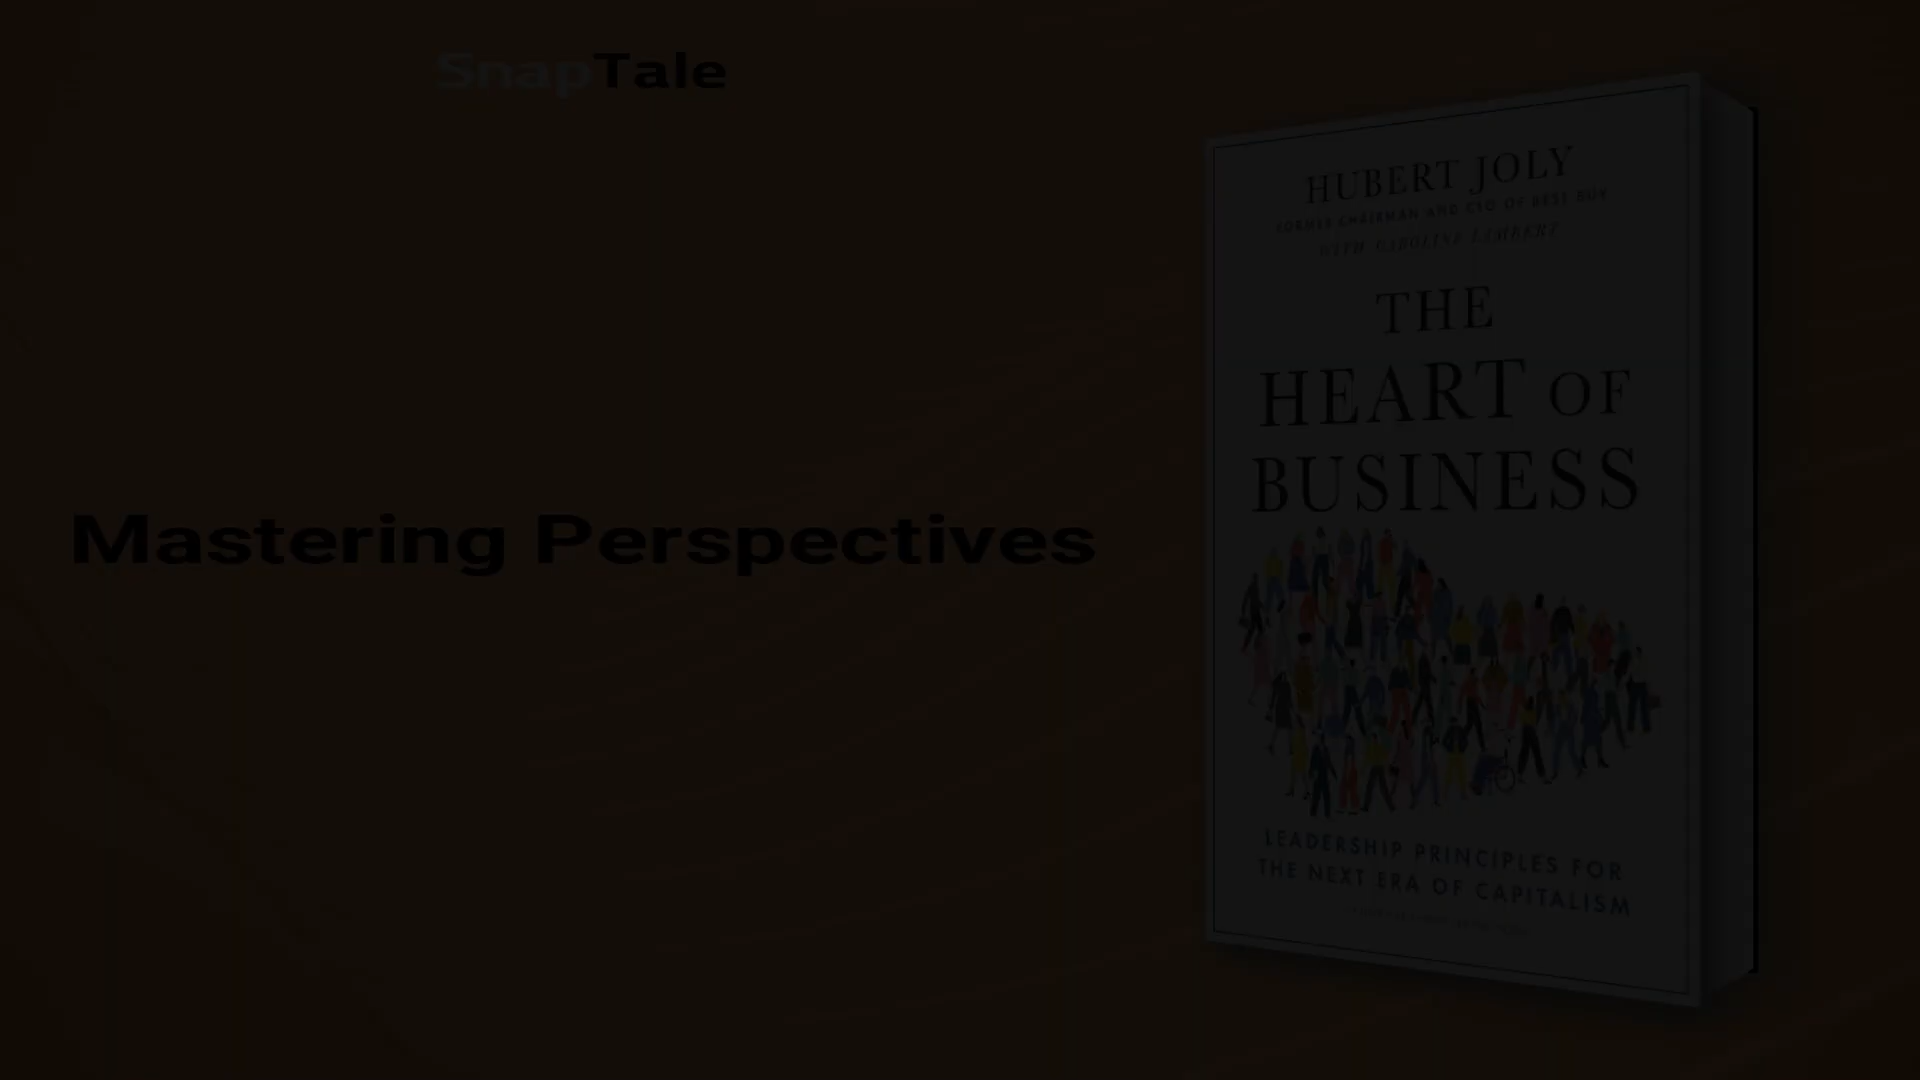 SnapTale
Mastering Perspectives
HUBERT JOLY
FORMER CHAIRMAN AND CEO OF BEST BUY
WITH CAROLINE LAMBERT
THE
HEART OF
BUSINESS
LEADERSHIP PRINCIPLES FOR
THE NEXT ERA OF CAPITALISM